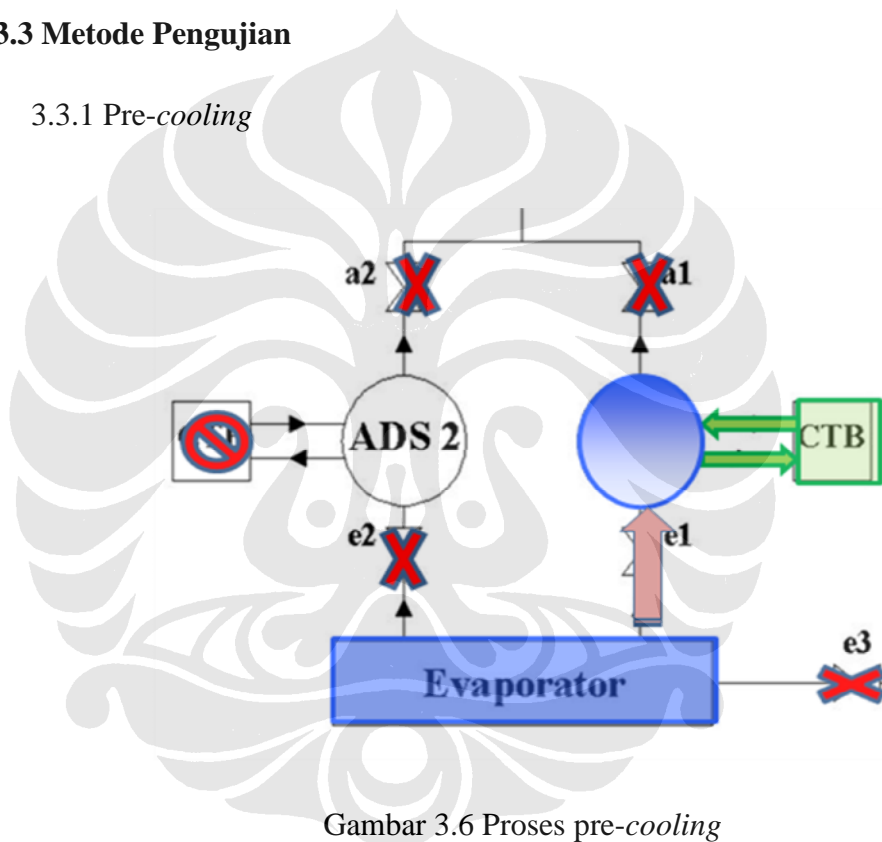 3.3 Metode Pengujian
3.3.1 Pre-cooling
a2
a1
ADS 2
CTB
e2
e1
e3
Evaporator
Gambar 3.6 Proses pre-cooling